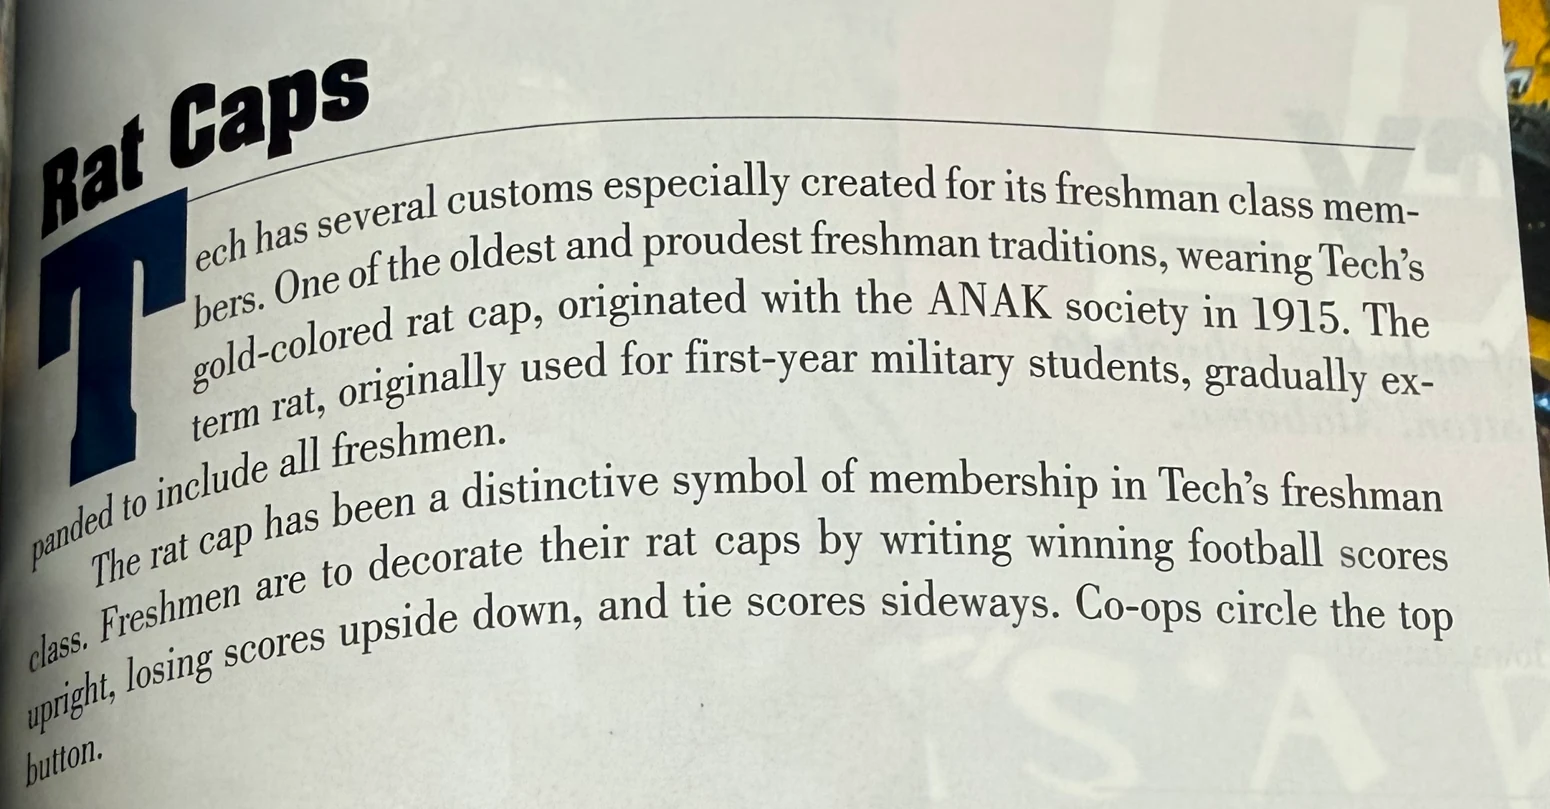 Rat Caps
Tech has several customs especially created for its freshman class mem-
bers. One of the oldest and proudest freshman traditions, wearing Tech's
gold-colored rat cap, originated with the ANAK society in 1915. The
term rat, originally used for first-year military students, gradually ex-
panded to include all freshmen.
The rat cap has been a distinctive symbol of membership in Tech's freshman
class. Freshmen are to decorate their rat caps by writing winning football scores
upright, losing scores upside down, and tie scores sideways. Co-ops circle the top
button.